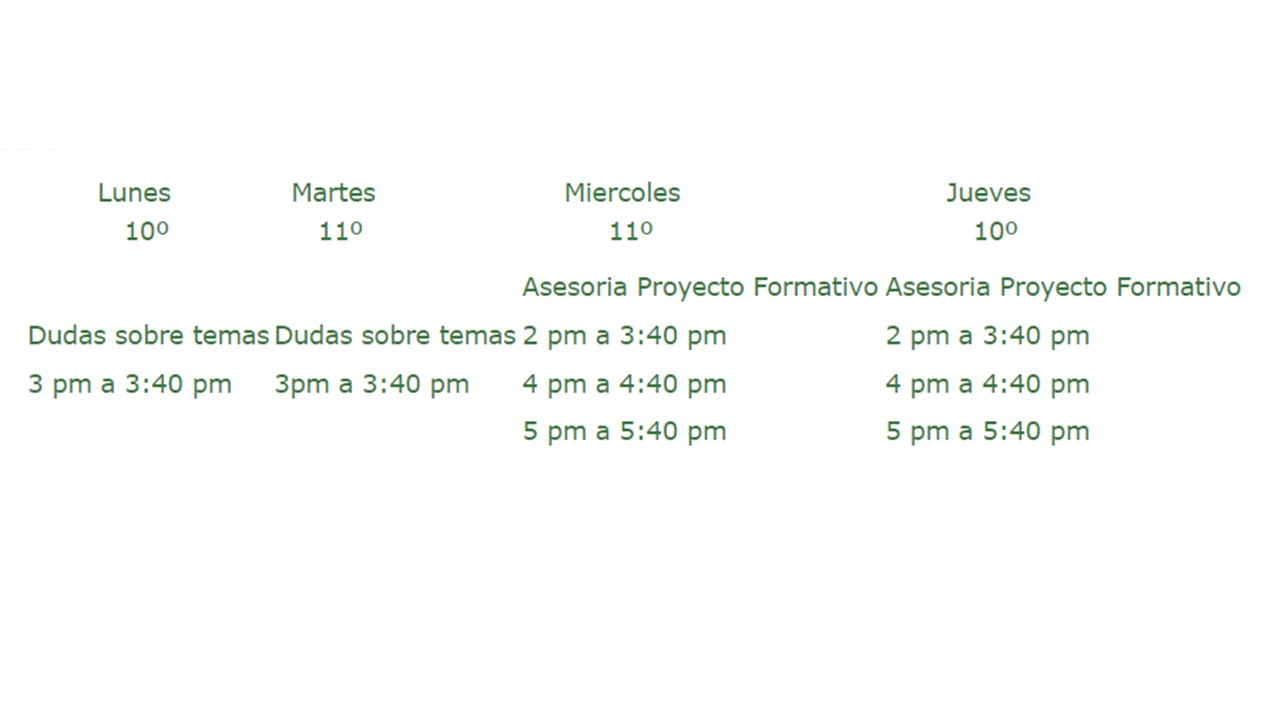 Lunes Martes Miercoles Jueves
10º 11º 11º 10º
Asesoria Proyecto Formativo Asesoria Proyecto Formativo
Dudas sobre temas Dudas sobre temas 2 pm a 3:40 pm 2 pm a 3:40 pm
3 pm a 3:40 pm 3pm a 3:40 pm 4 pm a 4:40 pm 4 pm a 4:40 pm
5 pm a 5:40 pm 5 pm a 5:40 pm